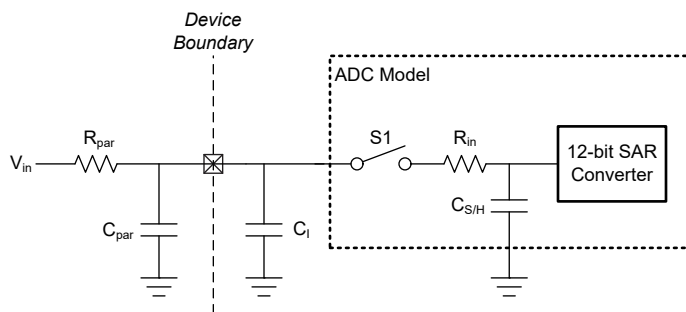 Device
Boundary
ADC Model
R_par
S1
R_in
V_in
12-bit SAR
Converter
C_par
C_I
C_S/H